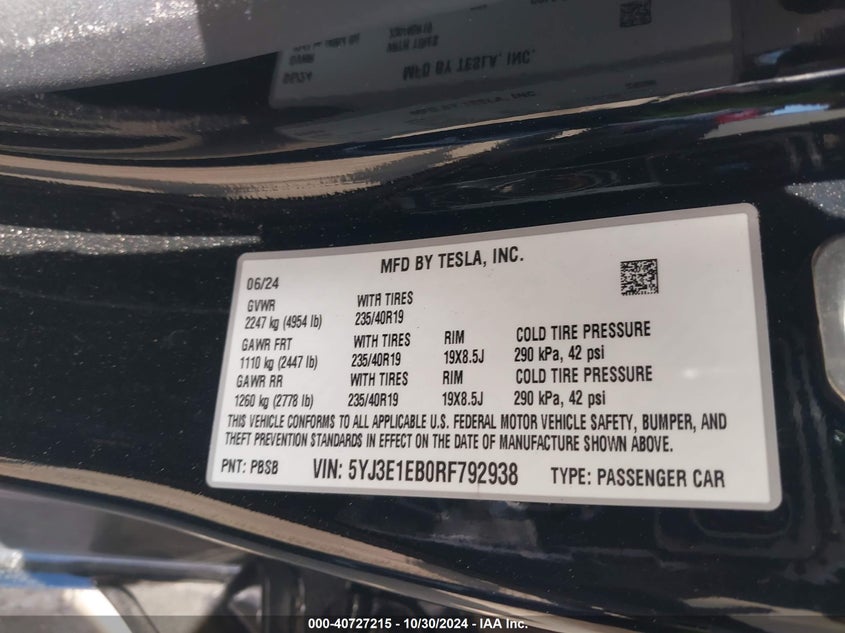 MFD BY TESLA, INC.
06/24
GVWR WITH TIRES
2247 kg (4954 lb) 235/40R19
GAWR FRT WITH TIRES RIM COLD TIRE PRESSURE
1110 kg (2447 lb) 235/40R19 19X8.5J 290 kPa, 42 psi
GAWR RR WITH TIRES RIM COLD TIRE PRESSURE
1260 kg (2778 lb) 235/40R19 19X8.5J 290 kPa, 42 psi
THIS VEHICLE CONFORMS TO ALL APPLICABLE U.S. FEDERAL MOTOR VEHICLE SAFETY, BUMPER, AND
THEFT PREVENTION STANDARDS IN EFFECT ON THE DATE OF MANUFACTURE SHOWN ABOVE.
PNT: PBSB VIN: 5YJ3E1EB0RF792938 TYPE: PASSENGER CAR
000-40727215 - 10/30/2024 - IAA Inc.